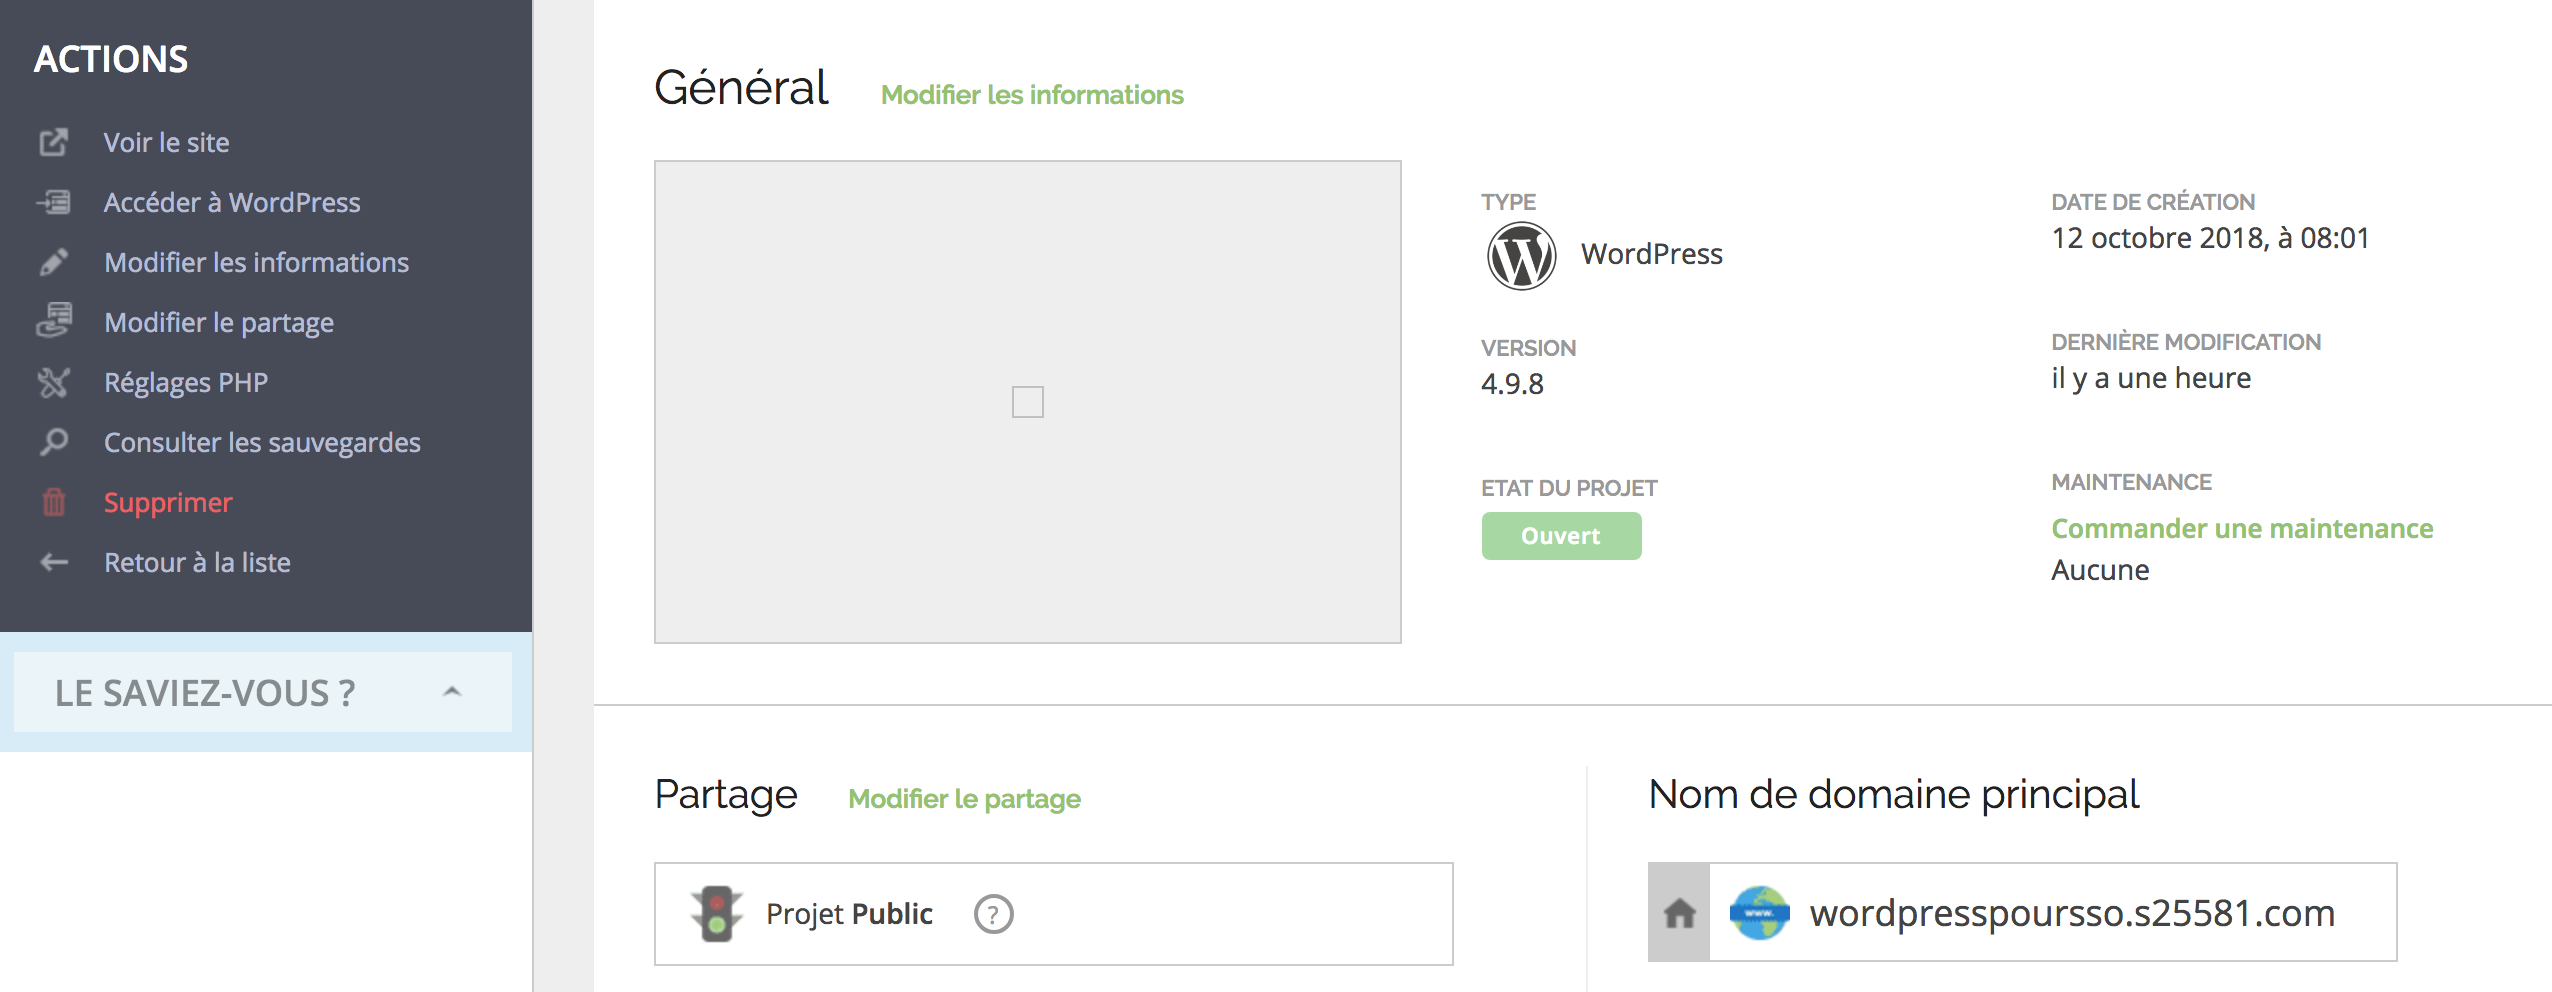 ACTIONS
Voir le site
Accéder à WordPress
Modifier les informations
Modifier le partage
Réglages PHP
Consulter les sauvegardes
Supprimer
Retour à la liste
LE SAVIEZ-VOUS ?
Général Modifier les informations
TYPE
WordPress
VERSION
4.9.8
ETAT DU PROJET
Ouvert
DATE DE CRÉATION
12 octobre 2018, à 08:01
DERNIÈRE MODIFICATION
il y a une heure
MAINTENANCE
Commander une maintenance
Aucune
Partage Modifier le partage
Projet Public ?
Nom de domaine principal
www.
wordpresspoursso.s25581.com